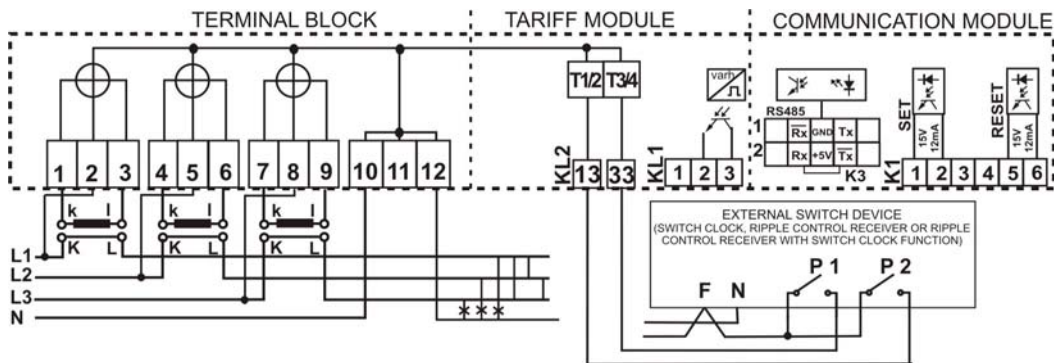 TERMINAL BLOCK
TARIFF MODULE
COMMUNICATION MODULE
T1/2 T3/4
varh
RS485
1 Rx GND Tx
2 Rx +5V Tx
K3
SET
15V
12mA
RESET
15V
12mA
1 2 3 4 5 6 7 8 9 10 11 12
KL2 13 33
KL1 1 2 3
K1 1 2 3 4 5 6
k l k l k l
K L K L K L
L1
L2
L3
N
EXTERNAL SWITCH DEVICE
(SWITCH CLOCK, RIPPLE CONTROL RECEIVER OR RIPPLE
CONTROL RECEIVER WITH SWITCH CLOCK FUNCTION)
P 1 P 2
F N